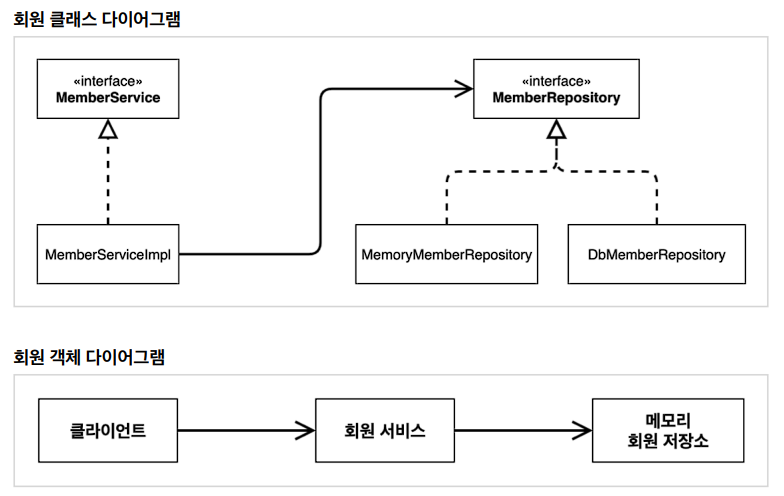 회원 클래스 다이어그램
«interface»
MemberService
«interface»
MemberRepository
MemberServiceImpl
MemoryMemberRepository
DbMemberRepository
회원 객체 다이어그램
클라이언트
회원 서비스
메모리
회원 저장소